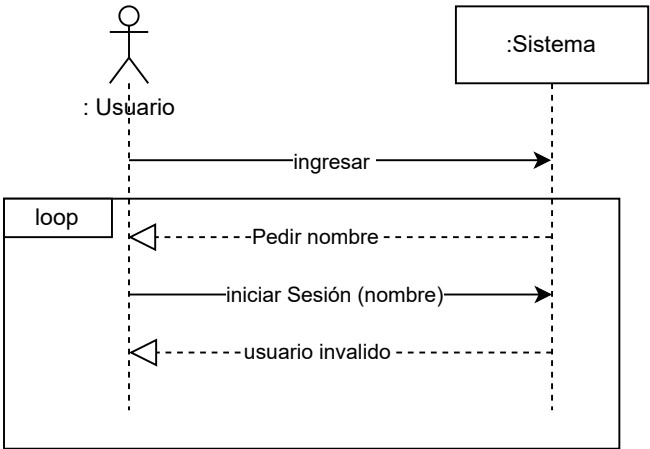 :Sistema
: Usuario
ingresar
loop
Pedir nombre
iniciar Sesión (nombre)
usuario invalido